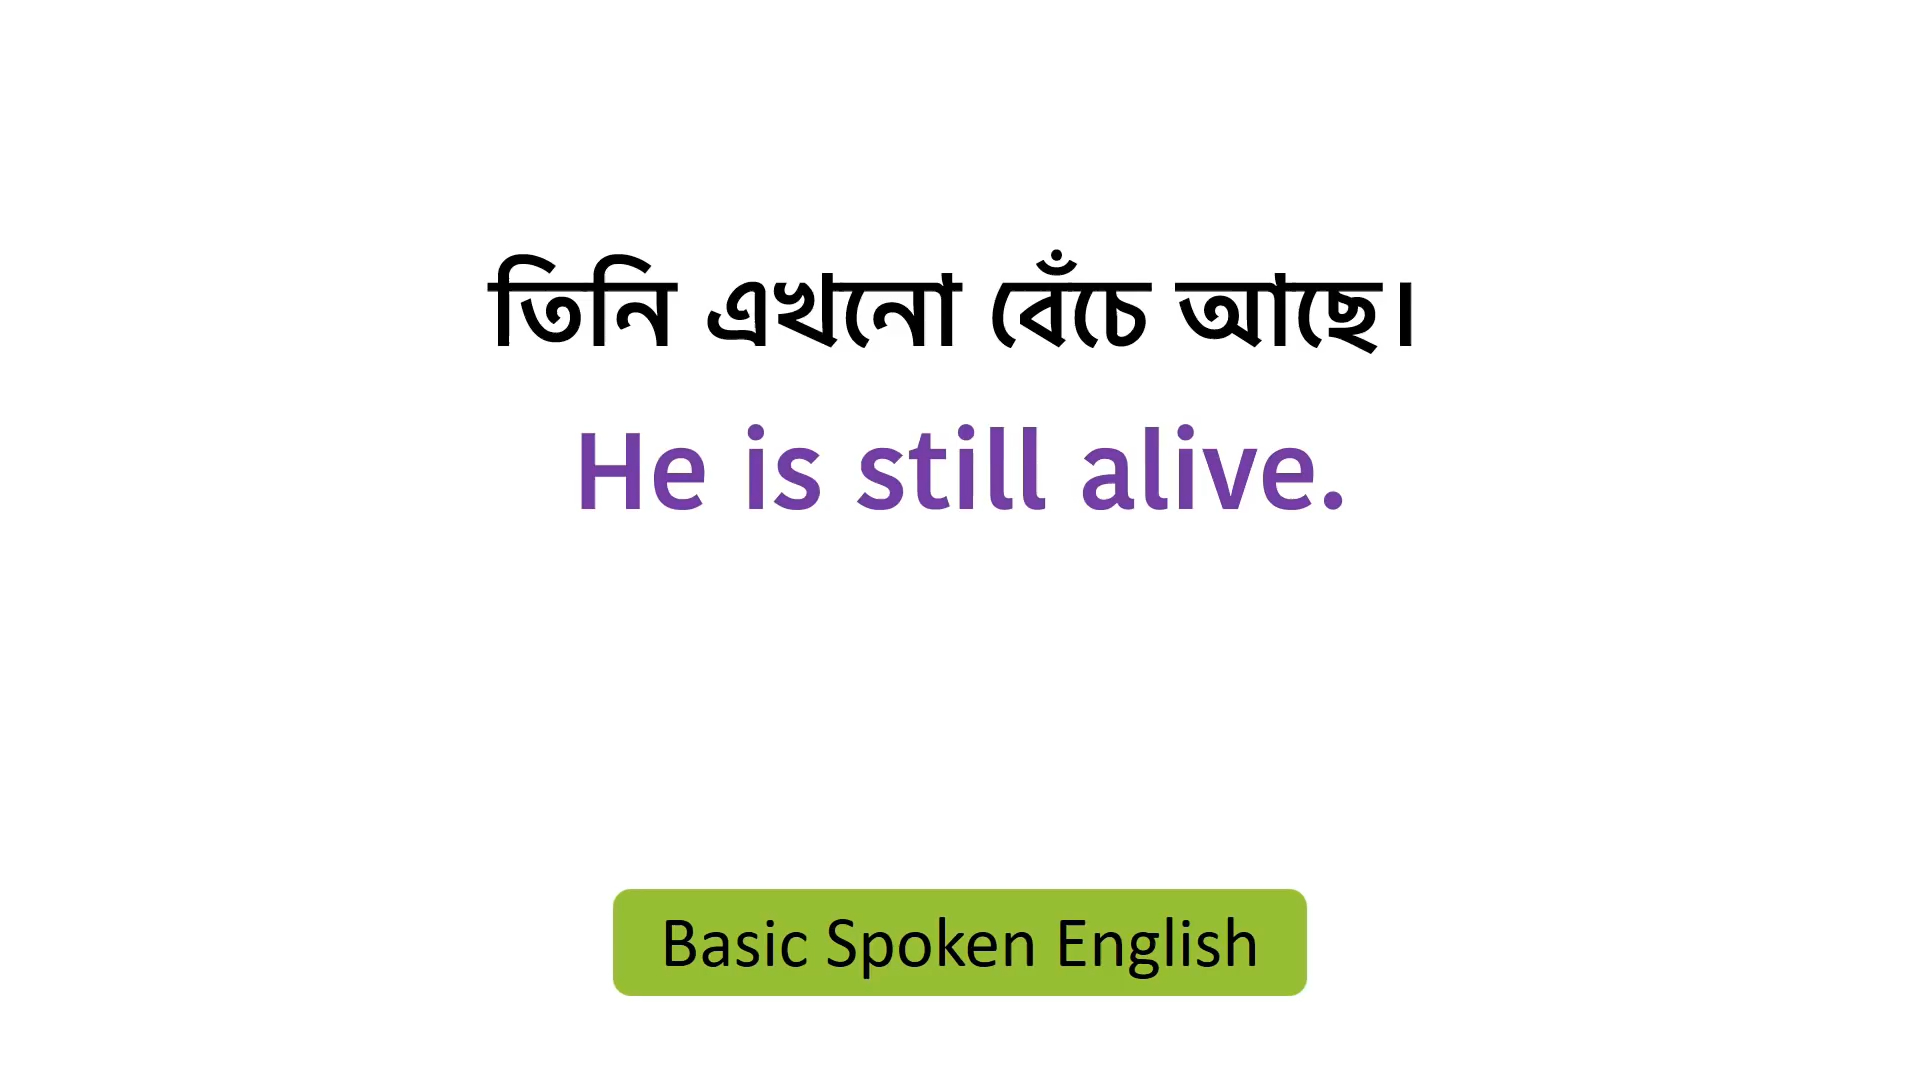 তিনি এখনো বেঁচে আছে।
He is still alive.
Basic Spoken English